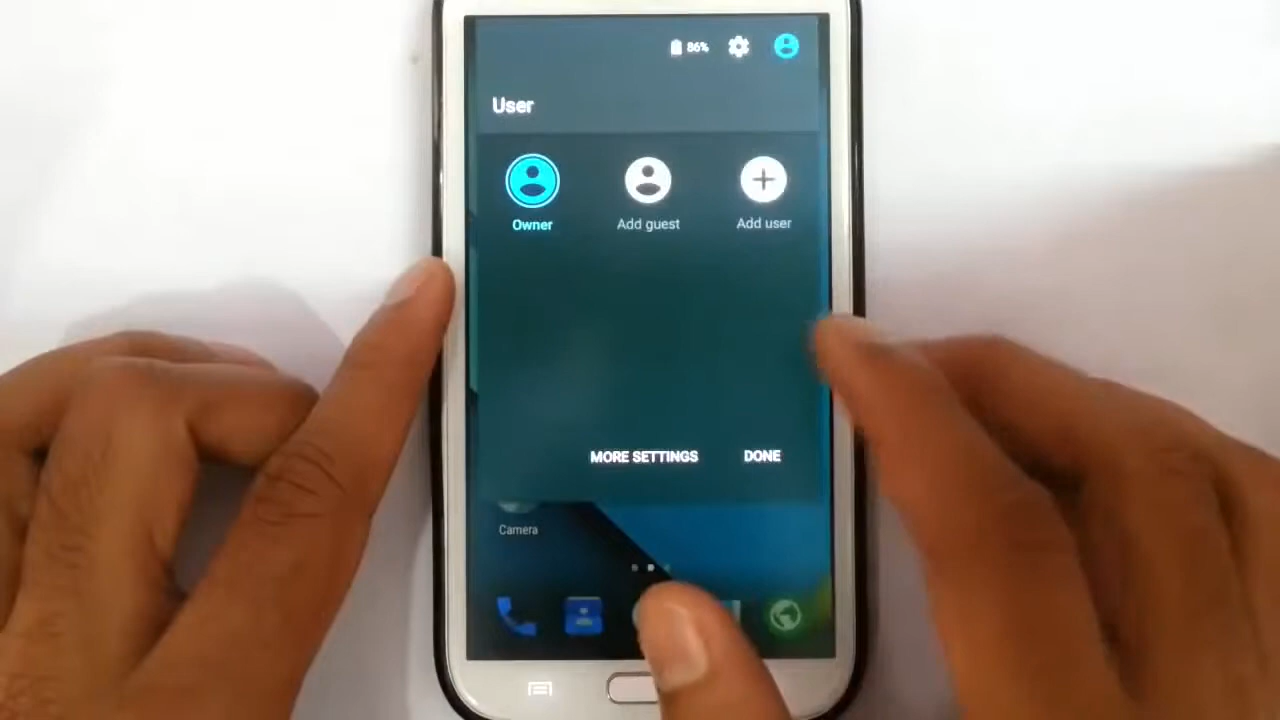 86%
User
Owner
Add guest
Add user
MORE SETTINGS
DONE
Camera